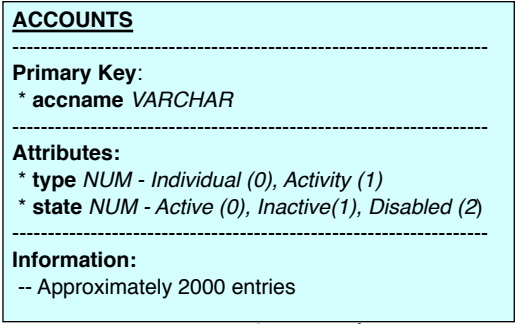 ACCOUNTS
-------------------------------------------------------------------
Primary Key:
* accname VARCHAR
-------------------------------------------------------------------
Attributes:
* type NUM - Individual (0), Activity (1)
* state NUM - Active (0), Inactive(1), Disabled (2)
-------------------------------------------------------------------
Information:
-- Approximately 2000 entries